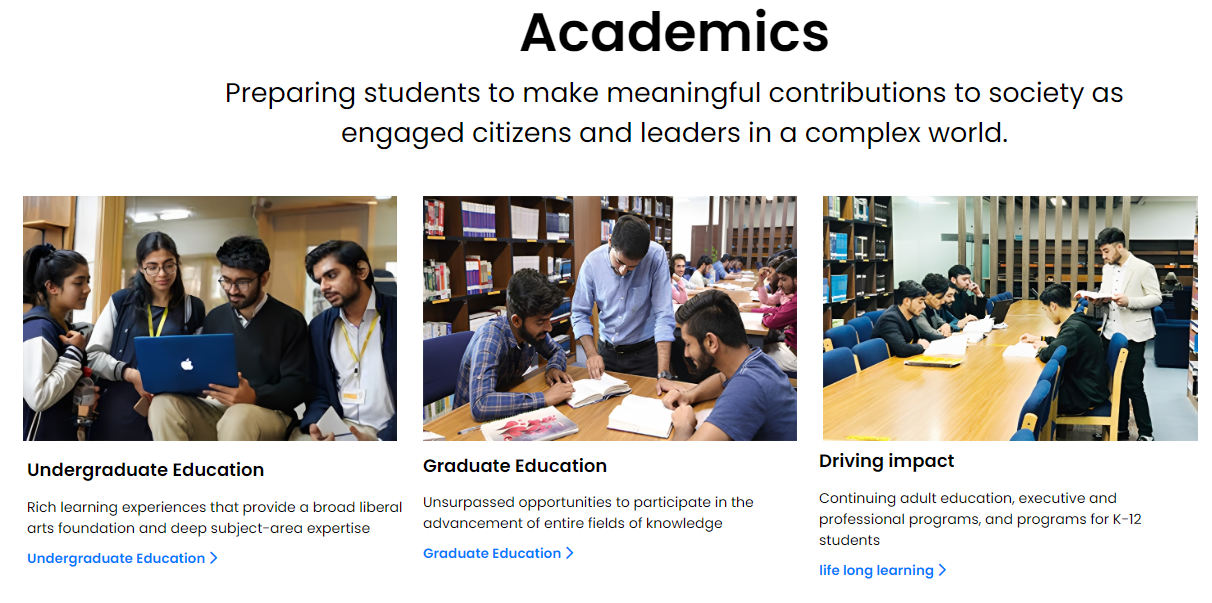 Academics
Preparing students to make meaningful contributions to society as
engaged citizens and leaders in a complex world.
Undergraduate Education
Rich learning experiences that provide a broad liberal
arts foundation and deep subject-area expertise
Undergraduate Education
Graduate Education
Unsurpassed opportunities to participate in the
advancement of entire fields of knowledge
Graduate Education
Driving impact
Continuing adult education, executive and
professional programs, and programs for K-12
students
life long learning